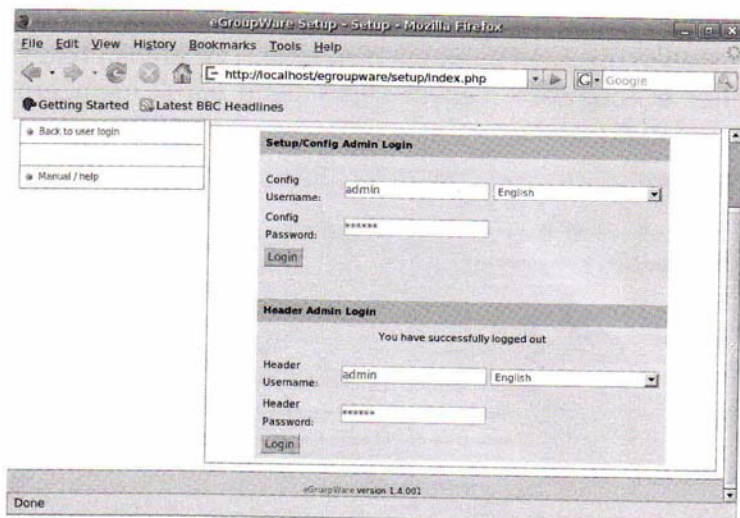 eGroupWare Setup - Setup - Mozilla Firefox
File Edit View History Bookmarks Tools Help
http://localhost/egroupware/setup/index.php
G Google
Getting Started Latest BBC Headlines
Back to user login
Manual / help
Setup/Config Admin Login
Config Username: admin English
Config Password: ******
Login
Header Admin Login
You have successfully logged out
Header Username: admin English
Header Password: ******
Login
eGroupWare version 1.4.001
Done